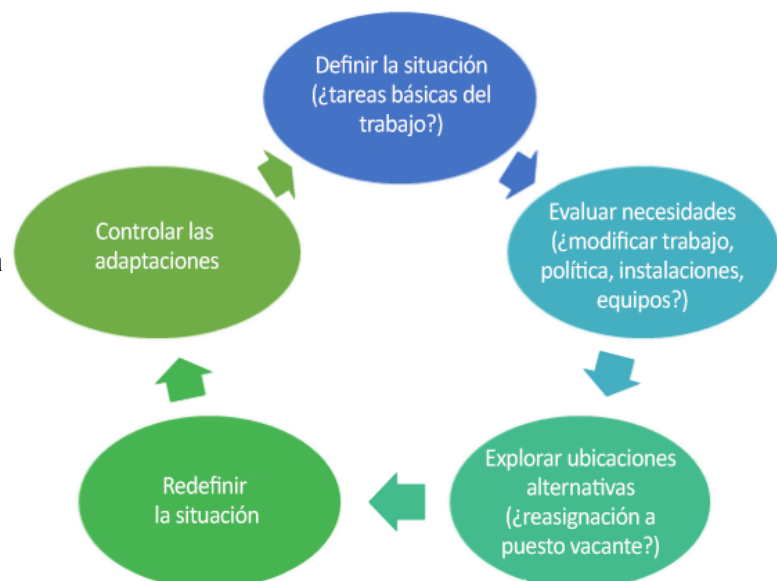 Definir la situación
(¿tareas básicas del
trabajo?)
Evaluar necesidades
(¿modificar trabajo,
política, instalaciones,
equipos?)
Explorar ubicaciones
alternativas
(¿reasignación a
puesto vacante?)
Redefinir
la situación
Controlar las
adaptaciones